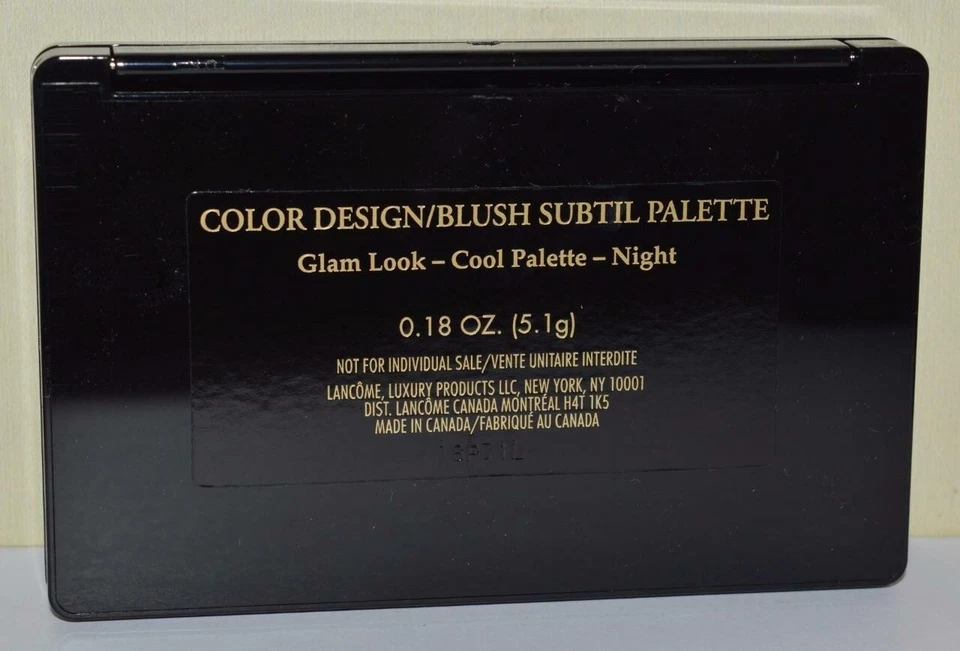 COLOR DESIGN/BLUSH SUBTIL PALETTE
Glam Look – Cool Palette – Night
0.18 OZ. (5.1g)
NOT FOR INDIVIDUAL SALE/VENTE UNITAIRE INTERDITE
LANCÔME, LUXURY PRODUCTS LLC, NEW YORK, NY 10001
DIST. LANCÔME CANADA MONTRÉAL H4T 1K5
MADE IN CANADA/FABRIQUÉ AU CANADA